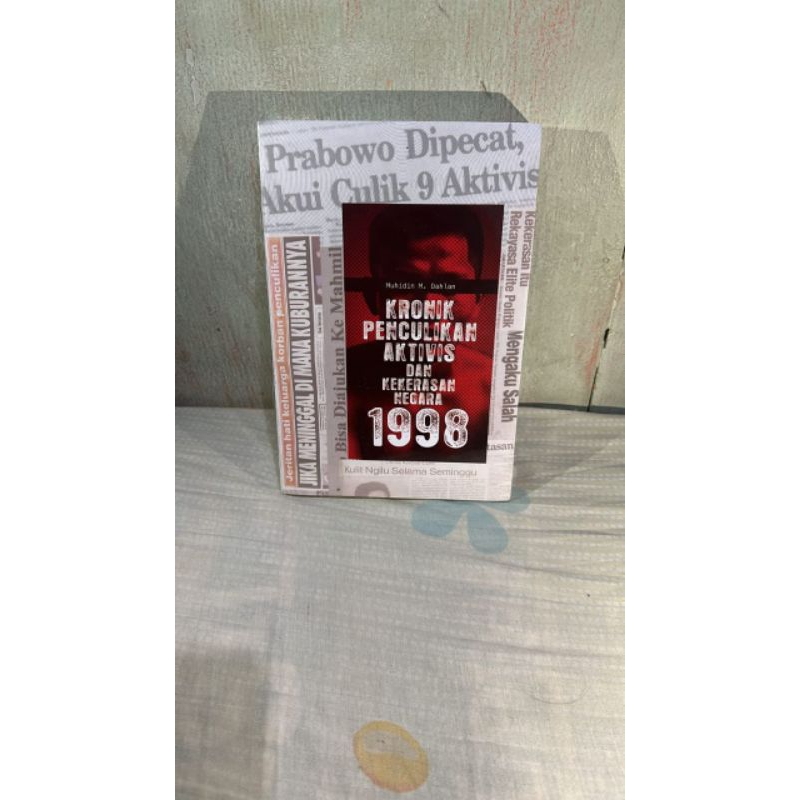 Prabowo Dipecat,
Akui Culik 9 Aktivis
Jeritan hati keluarga korban penculikan
JIKA MENINGGAL DI MANA KUBURANNYA
Bisa Diajukan Ke Mahmil
Muhidin M. Dahlan
KRONIK
PENCULIKAN
AKTIVIS
DAN
KEKERASAN
NEGARA
1998
Kekerasan itu
Rekayasa Elite Politik
Mengaku Salah
Kulit Ngilu Selama Seminggu